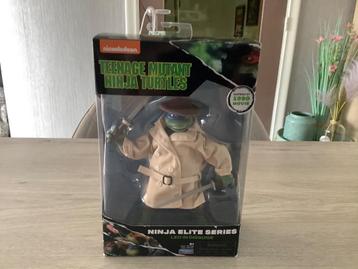 nickelodeon
TEENAGE MUTANT
NINJA TURTLES
1990
MOVIE
NINJA ELITE SERIES
LEO IN DISGUISE